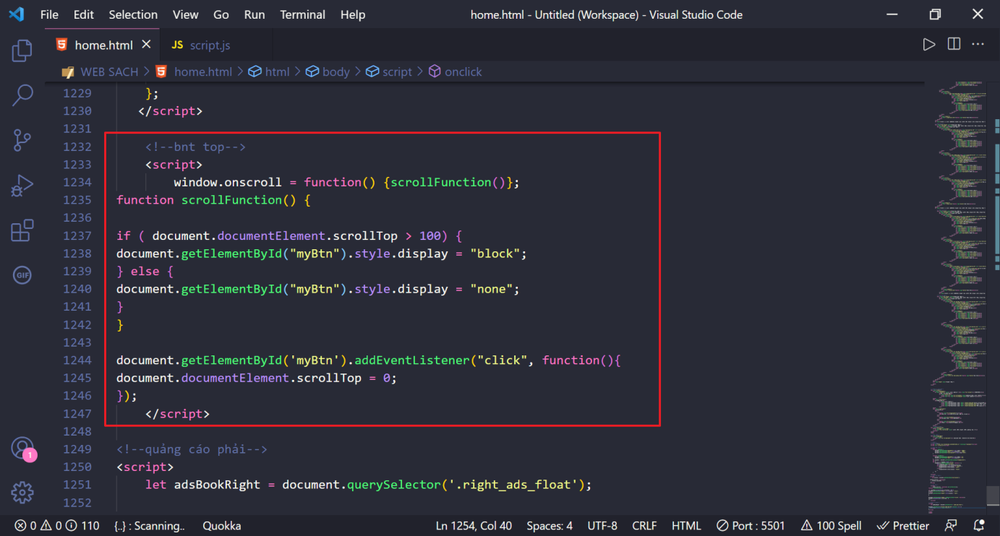 File Edit Selection View Go Run Terminal Help home.html - Untitled (Workspace) - Visual Studio Code
home.html JS script.js
WEB SACH > home.html > html > body > script > onclick
1229 };
1230 </script>
1231
1232 <!--bnt top-->
1233 <script>
1234 window.onscroll = function() {scrollFunction()};
1235 function scrollFunction() {
1236
1237 if ( document.documentElement.scrollTop > 100) {
1238 document.getElementById("myBtn").style.display = "block";
1239 } else {
1240 document.getElementById("myBtn").style.display = "none";
1241 }
1242 }
1243
1244 document.getElementById('myBtn').addEventListener("click", function(){
1245 document.documentElement.scrollTop = 0;
1246 });
1247 </script>
1248
1249 <!--quảng cáo phải-->
1250 <script>
1251 let adsBookRight = document.querySelector('.right_ads_float');
1252
GIF
1
0 0 110 {..} : Scanning.. Quokka Ln 1254, Col 40 Spaces: 4 UTF-8 CRLF HTML Port : 5501 100 Spell Prettier